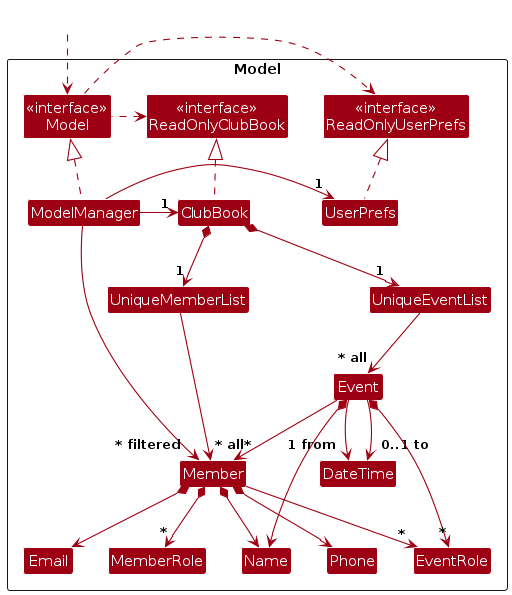 Model
«interface»
Model
«interface»
ReadOnlyClubBook
«interface»
ReadOnlyUserPrefs
1
ModelManager
1
ClubBook
UserPrefs
1
1
UniqueMemberList
UniqueEventList
* all
Event
* filtered
* all
*
1 from
0..1 to
Member
DateTime
*
*
*
Email
MemberRole
Name
Phone
EventRole